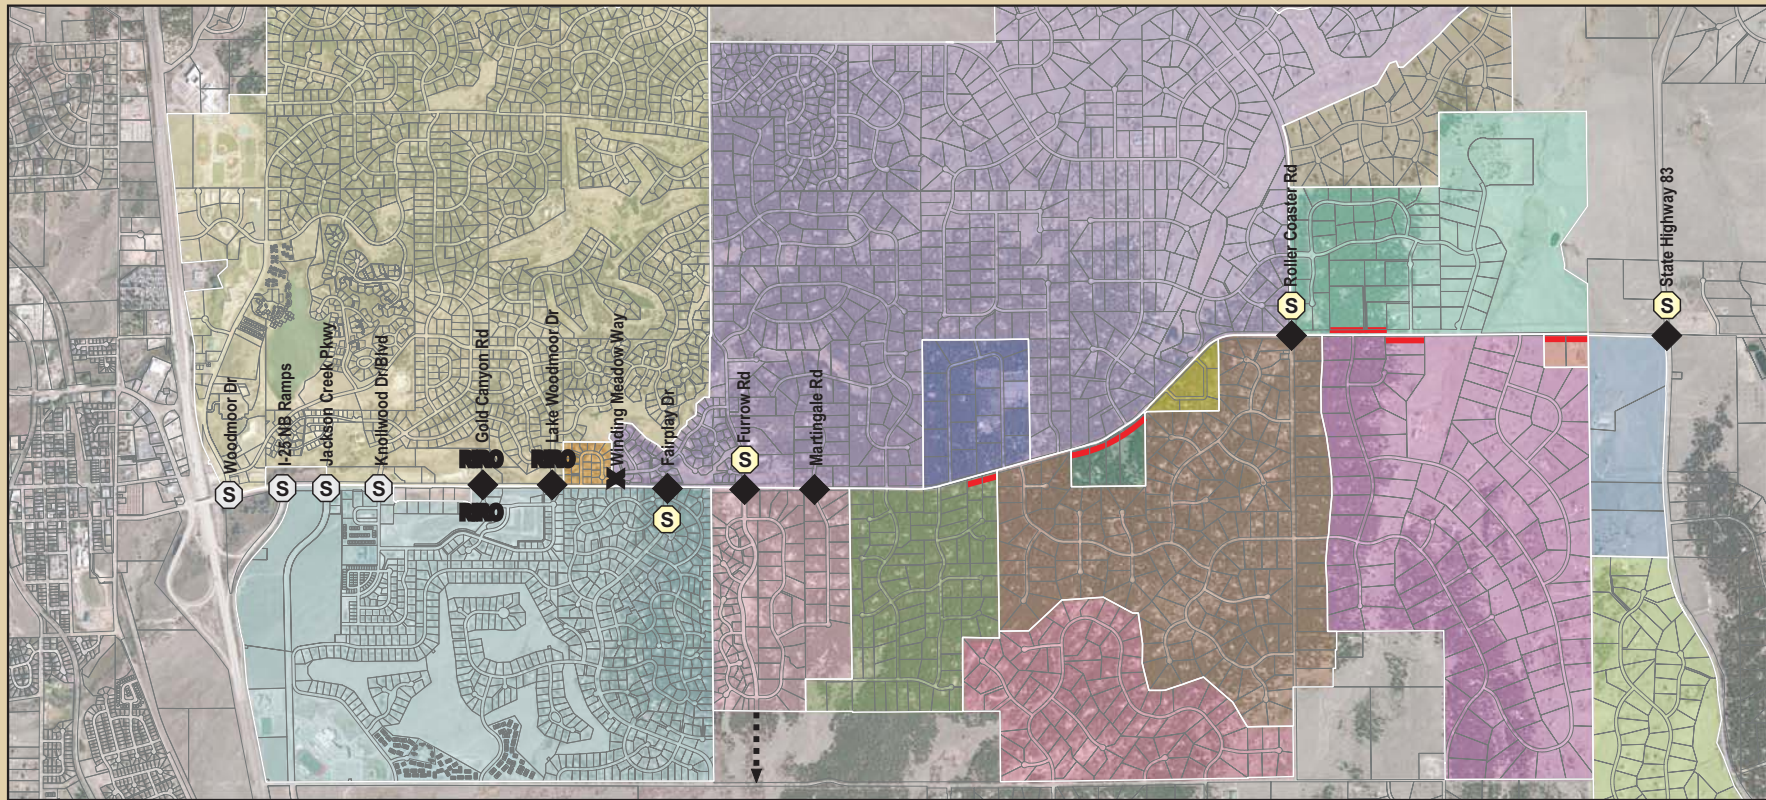 Woodmoor Dr
S
I-25 NB Ramps
S
Jackson Creek Pkwy
S
Knollwood Dr/Blvd
S
Gold Canyon Rd
RIRO
RIRO
Lake Woodmoor Dr
RIRO
Winding Meadow Way
X
Fairplay Dr
S
Furrow Rd
S
Martingale Rd
Roller Coaster Rd
S
State Highway 83
S